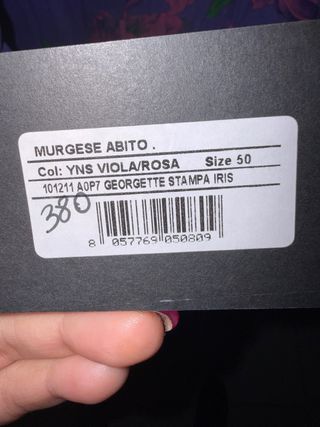 MURGESE ABITO .
Col: YNS VIOLA/ROSA Size 50
101211 A0P7 GEORGETTE STAMPA IRIS
380
8 057769 050809